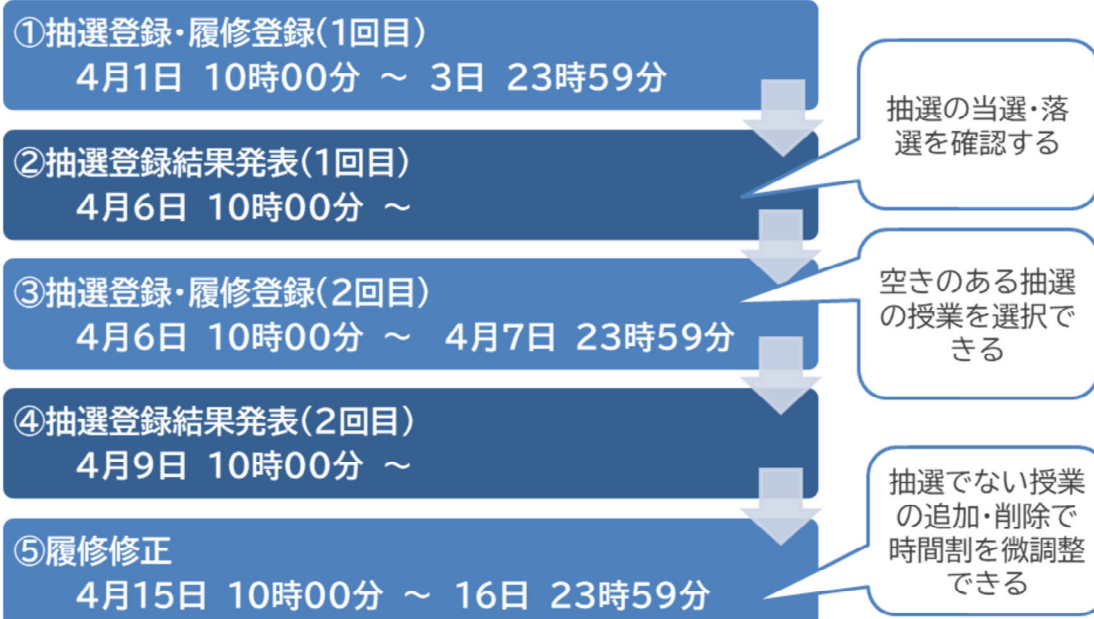 ①抽選登録・履修登録(1回目)
4月1日 10時00分 ～ 3日 23時59分
抽選の当選・落
選を確認する
②抽選登録結果発表(1回目)
4月6日 10時00分 ～
③抽選登録・履修登録(2回目)
4月6日 10時00分 ～ 4月7日 23時59分
空きのある抽選
の授業を選択で
きる
④抽選登録結果発表(2回目)
4月9日 10時00分 ～
⑤履修修正
4月15日 10時00分 ～ 16日 23時59分
抽選でない授業
の追加・削除で
時間割を微調整
できる